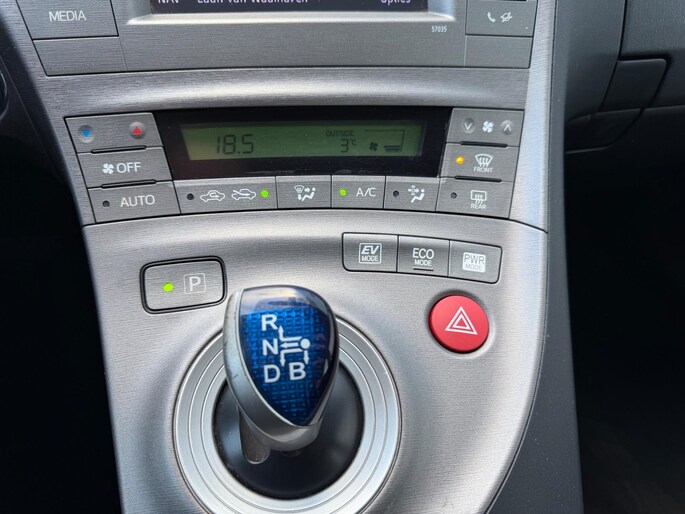 MEDIA
57035
18.5
OUTSIDE
3°C
OFF
FRONT
AUTO
A/C
REAR
EV
MODE
ECO
MODE
PWR
MODE
P
R
N
D B